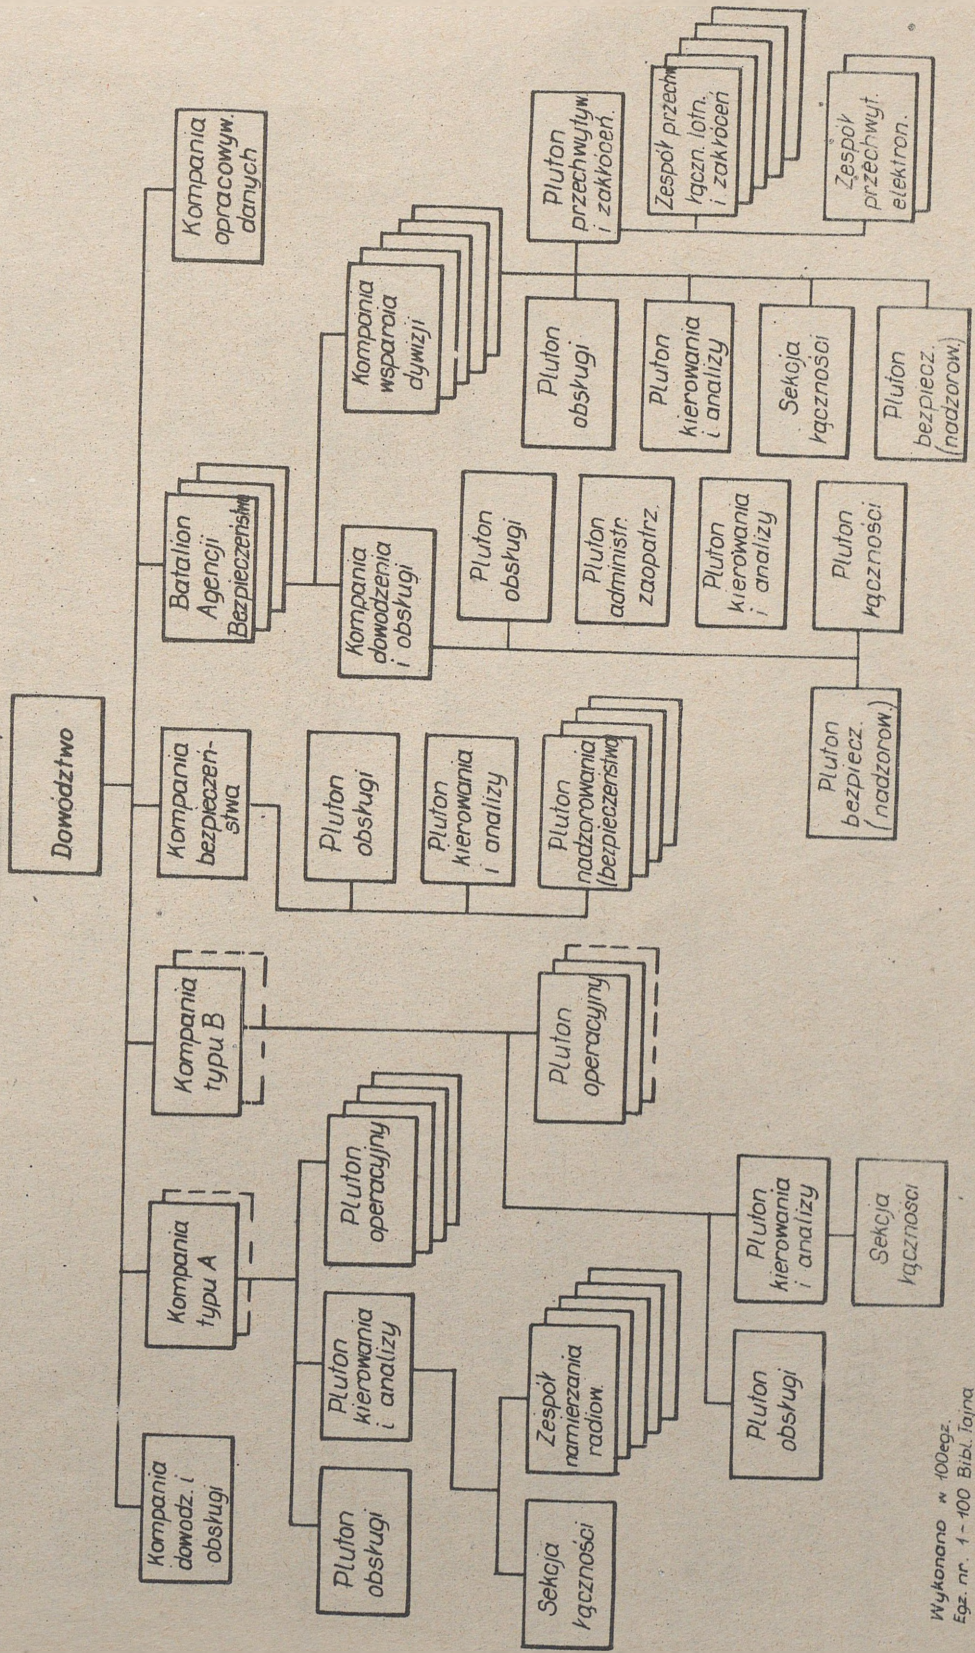 Dowództwo
Kompania
dowodz. i
obsługi
Kompania
typu A
Kompania
typu B
Kompania
bezpieczeń-
stwa
Batalion
Agencji
Bezpieczeństwa
Kompania
opracowyw.
danych
Pluton
obsługi
Pluton
kierowania
i analizy
Pluton
operacyjny
Sekcja
łączności
Zespół
namierzania
radiow.
Pluton
operacyjny
Pluton
obsługi
Pluton
kierowania
i analizy
Sekcja
łączności
Pluton
obsługi
Pluton
kierowania
i analizy
Pluton
nadzorowania
(bezpieczeństwa)
Kompania
dowodzenia
i obsługi
Pluton
obsługi
Pluton
administr.
zaopatrz.
Pluton
kierowania
i analizy
Pluton
łączności
Pluton
bezpiecz.
(nadzorow.)
Kompania
wsparcia
dywizji
Pluton
obsługi
Pluton
kierowania
i analizy
Sekcja
łączności
Pluton
bezpiecz.
(nadzorow.)
Pluton
przechwytyw.
i zakłóceń.
Zespół przechw.
łączn. lotn.
i zakłóceń
Zespół
przechwyt.
elektron.
Wykonano w 100egz.
Egz. nr. 1-100 Bibl. Tajna